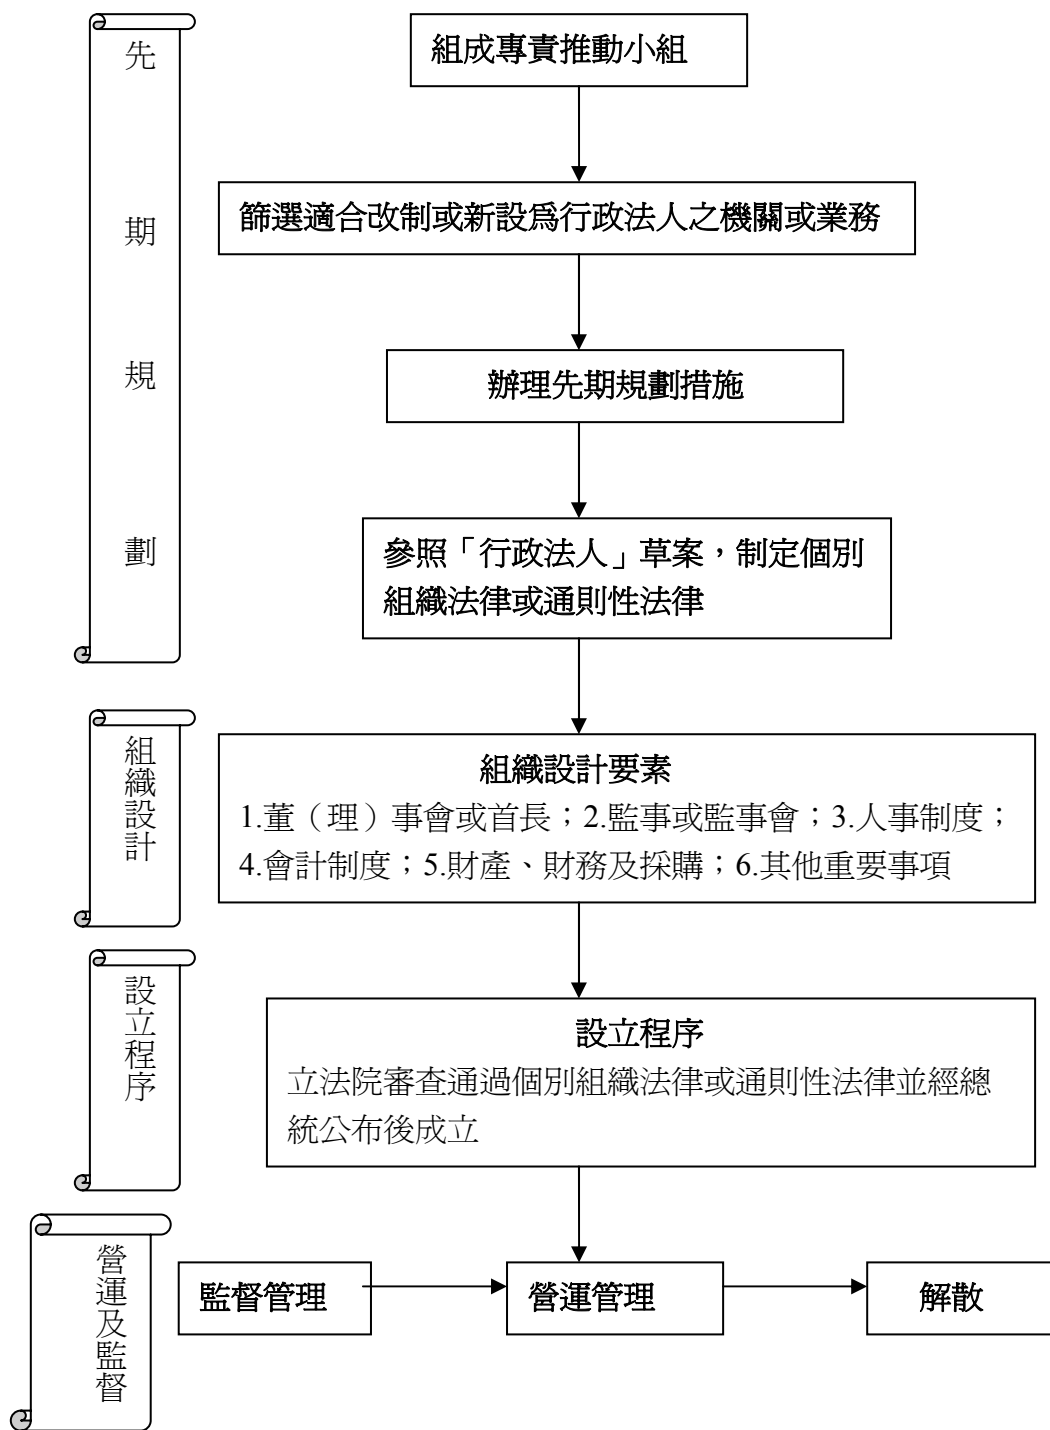 先期規劃
組成專責推動小組
篩選適合改制或新設為行政法人之機關或業務
辦理先期規劃措施
參照「行政法人」草案，制定個別
組織法律或通則性法律
組織設計
組織設計要素
1.董（理）事會或首長；2.監事或監事會；3.人事制度；
4.會計制度；5.財產、財務及採購；6.其他重要事項
設立程序
設立程序
立法院審查通過個別組織法律或通則性法律並經總
統公布後成立
營運及監督
監督管理
營運管理
解散